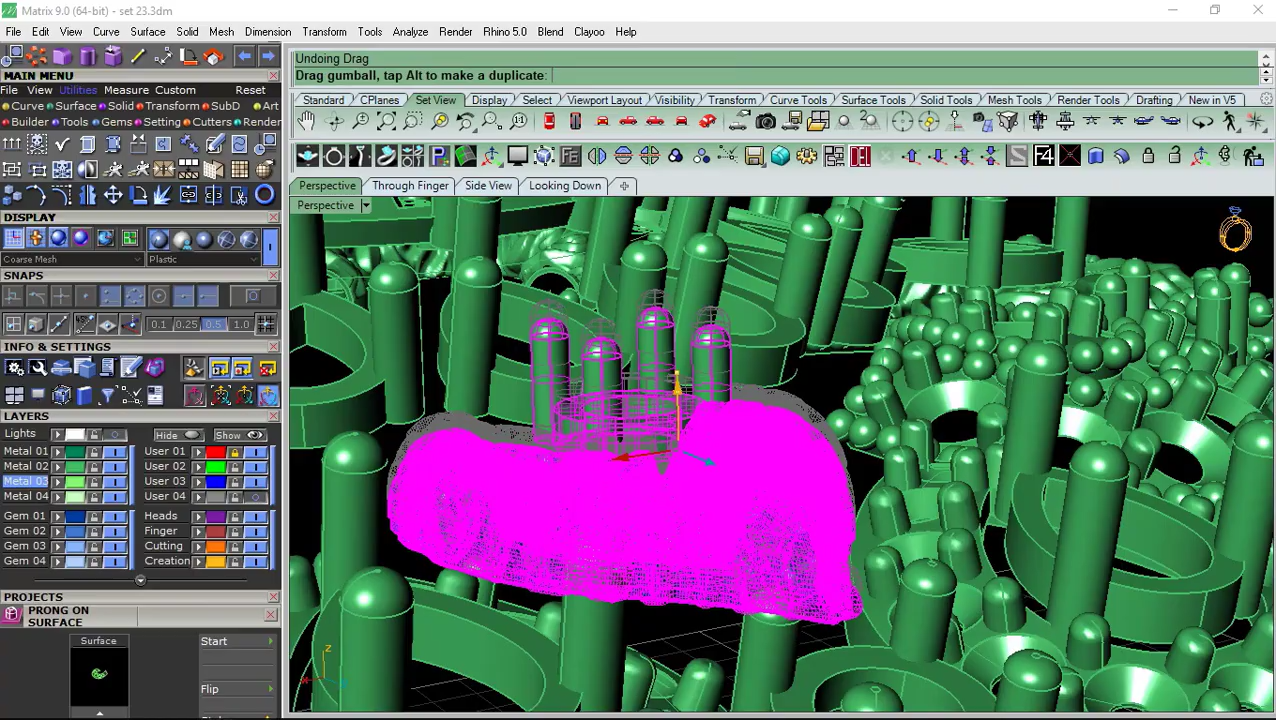 Matrix 9.0 (64-bit) - set 23.3dm
File Edit View Curve Surface Solid Mesh Dimension Transform Tools Analyze Render Rhino 5.0 Blend Clayoo Help
Undoing Drag
Drag gumball, tap Alt to make a duplicate:
MAIN MENU
File View Utilities Measure Custom Reset
Curve Surface Solid Transform SubD Art
Builder Tools Gems Setting Cutters Render
Standard CPlanes Set View Display Select Viewport Layout Visibility Transform Curve Tools Surface Tools Solid Tools Mesh Tools Render Tools Drafting New in V5
Perspective Through Finger Side View Looking Down
Perspective
DISPLAY
Coarse Mesh Plastic
SNAPS
0.1 0.25 0.5 1.0
INFO & SETTINGS
LAYERS
Lights Hide Show
Metal 01 User 01
Metal 02 User 02
Metal 03 User 03
Metal 04 User 04
Gem 01 Heads
Gem 02 Finger
Gem 03 Cutting
Gem 04 Creation
PROJECTS
PRONG ON
SURFACE
Surface Start
Flip
z